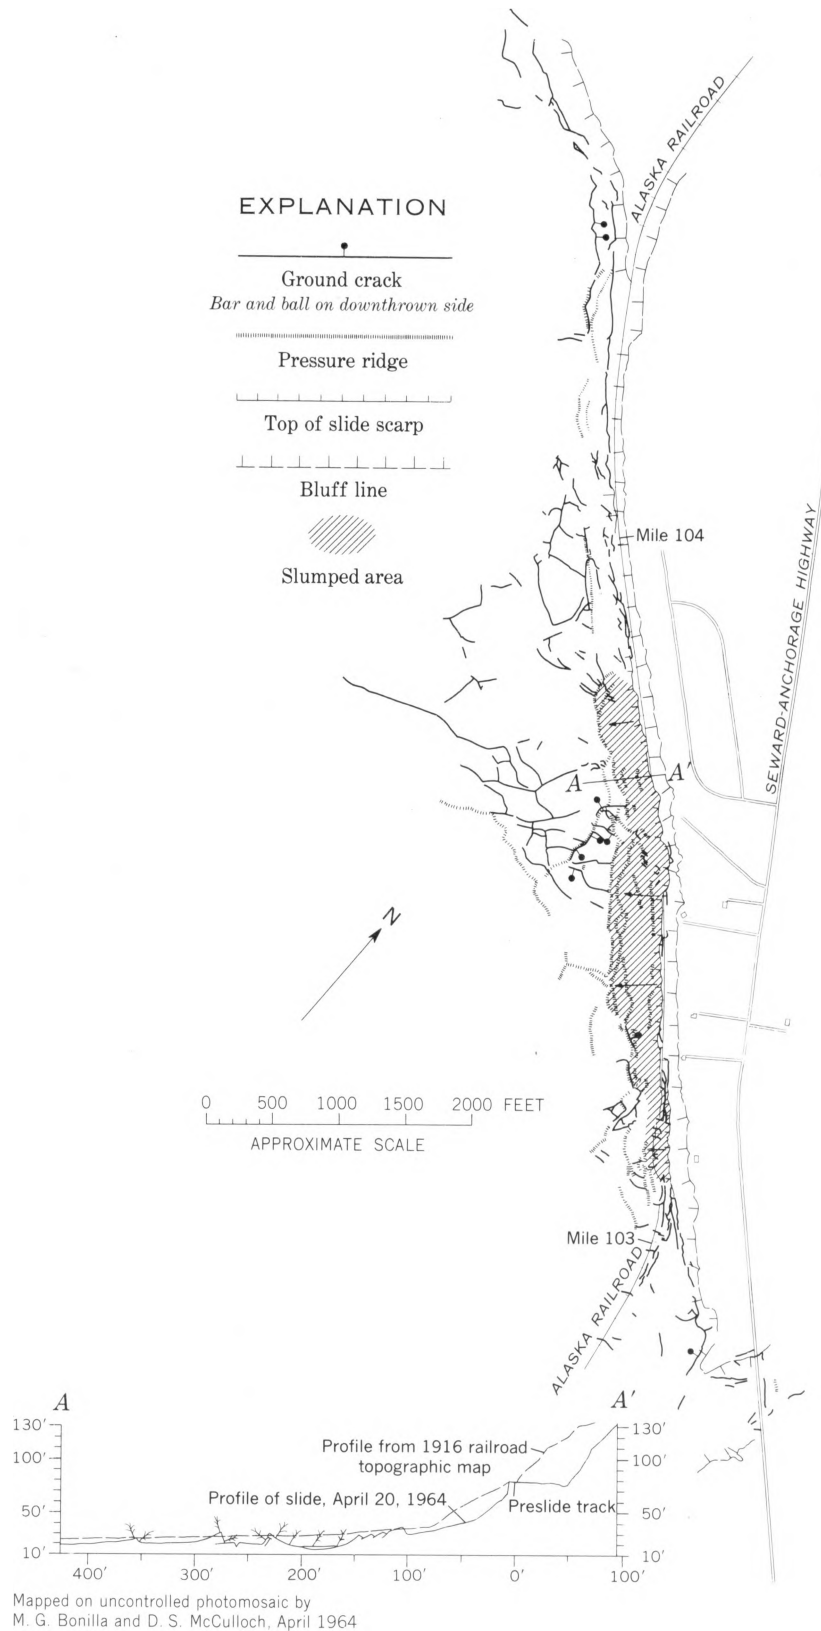 ALASKA RAILROAD
EXPLANATION
Ground crack
Bar and ball on downthrown side
Pressure ridge
Top of slide scarp
Bluff line
Slumped area
Mile 104
SEWARD-ANCHORAGE HIGHWAY
A A'
N
0 500 1000 1500 2000 FEET
APPROXIMATE SCALE
Mile 103
ALASKA RAILROAD
A A'
130' 130'
Profile from 1916 railroad
topographic map
100' 100'
Profile of slide, April 20, 1964
Preslide track
50' 50'
10' 10'
400' 300' 200' 100' 0' 100'
Mapped on uncontrolled photomosaic by
M. G. Bonilla and D. S. McCulloch, April 1964